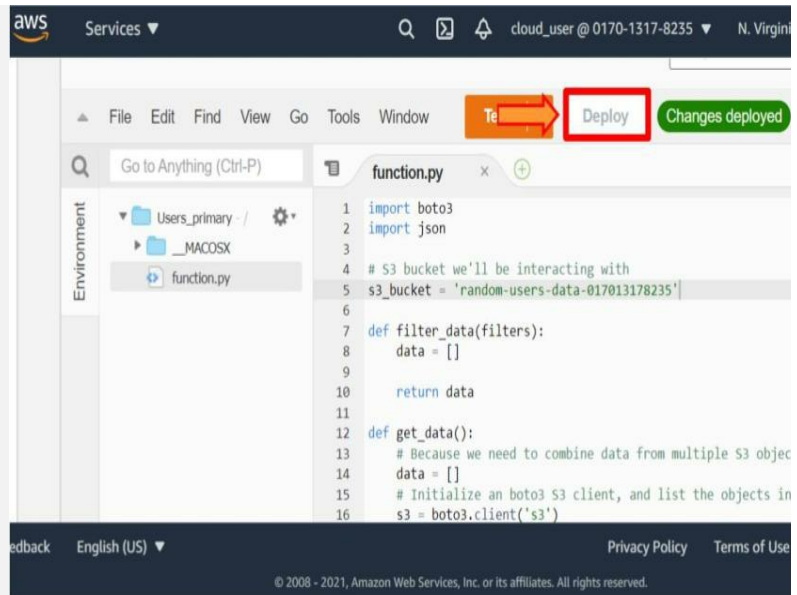 aws
Services ▼
cloud_user @ 0170-1317-8235 ▼ N. Virgini
File Edit Find View Go Tools Window Te Deploy Changes deployed
Go to Anything (Ctrl-P)
function.py ×
Environment
Users_primary - /
__MACOSX
function.py
1 import boto3
2 import json
3
4 # S3 bucket we'll be interacting with
5 s3_bucket = 'random-users-data-017013178235'
6
7 def filter_data(filters):
8 data = []
9
10 return data
11
12 def get_data():
13 # Because we need to combine data from multiple S3 objec
14 data = []
15 # Initialize an boto3 S3 client, and list the objects in
16 s3 = boto3.client('s3')
edback English (US) ▼ Privacy Policy Terms of Use
© 2008 - 2021, Amazon Web Services, Inc. or its affiliates. All rights reserved.